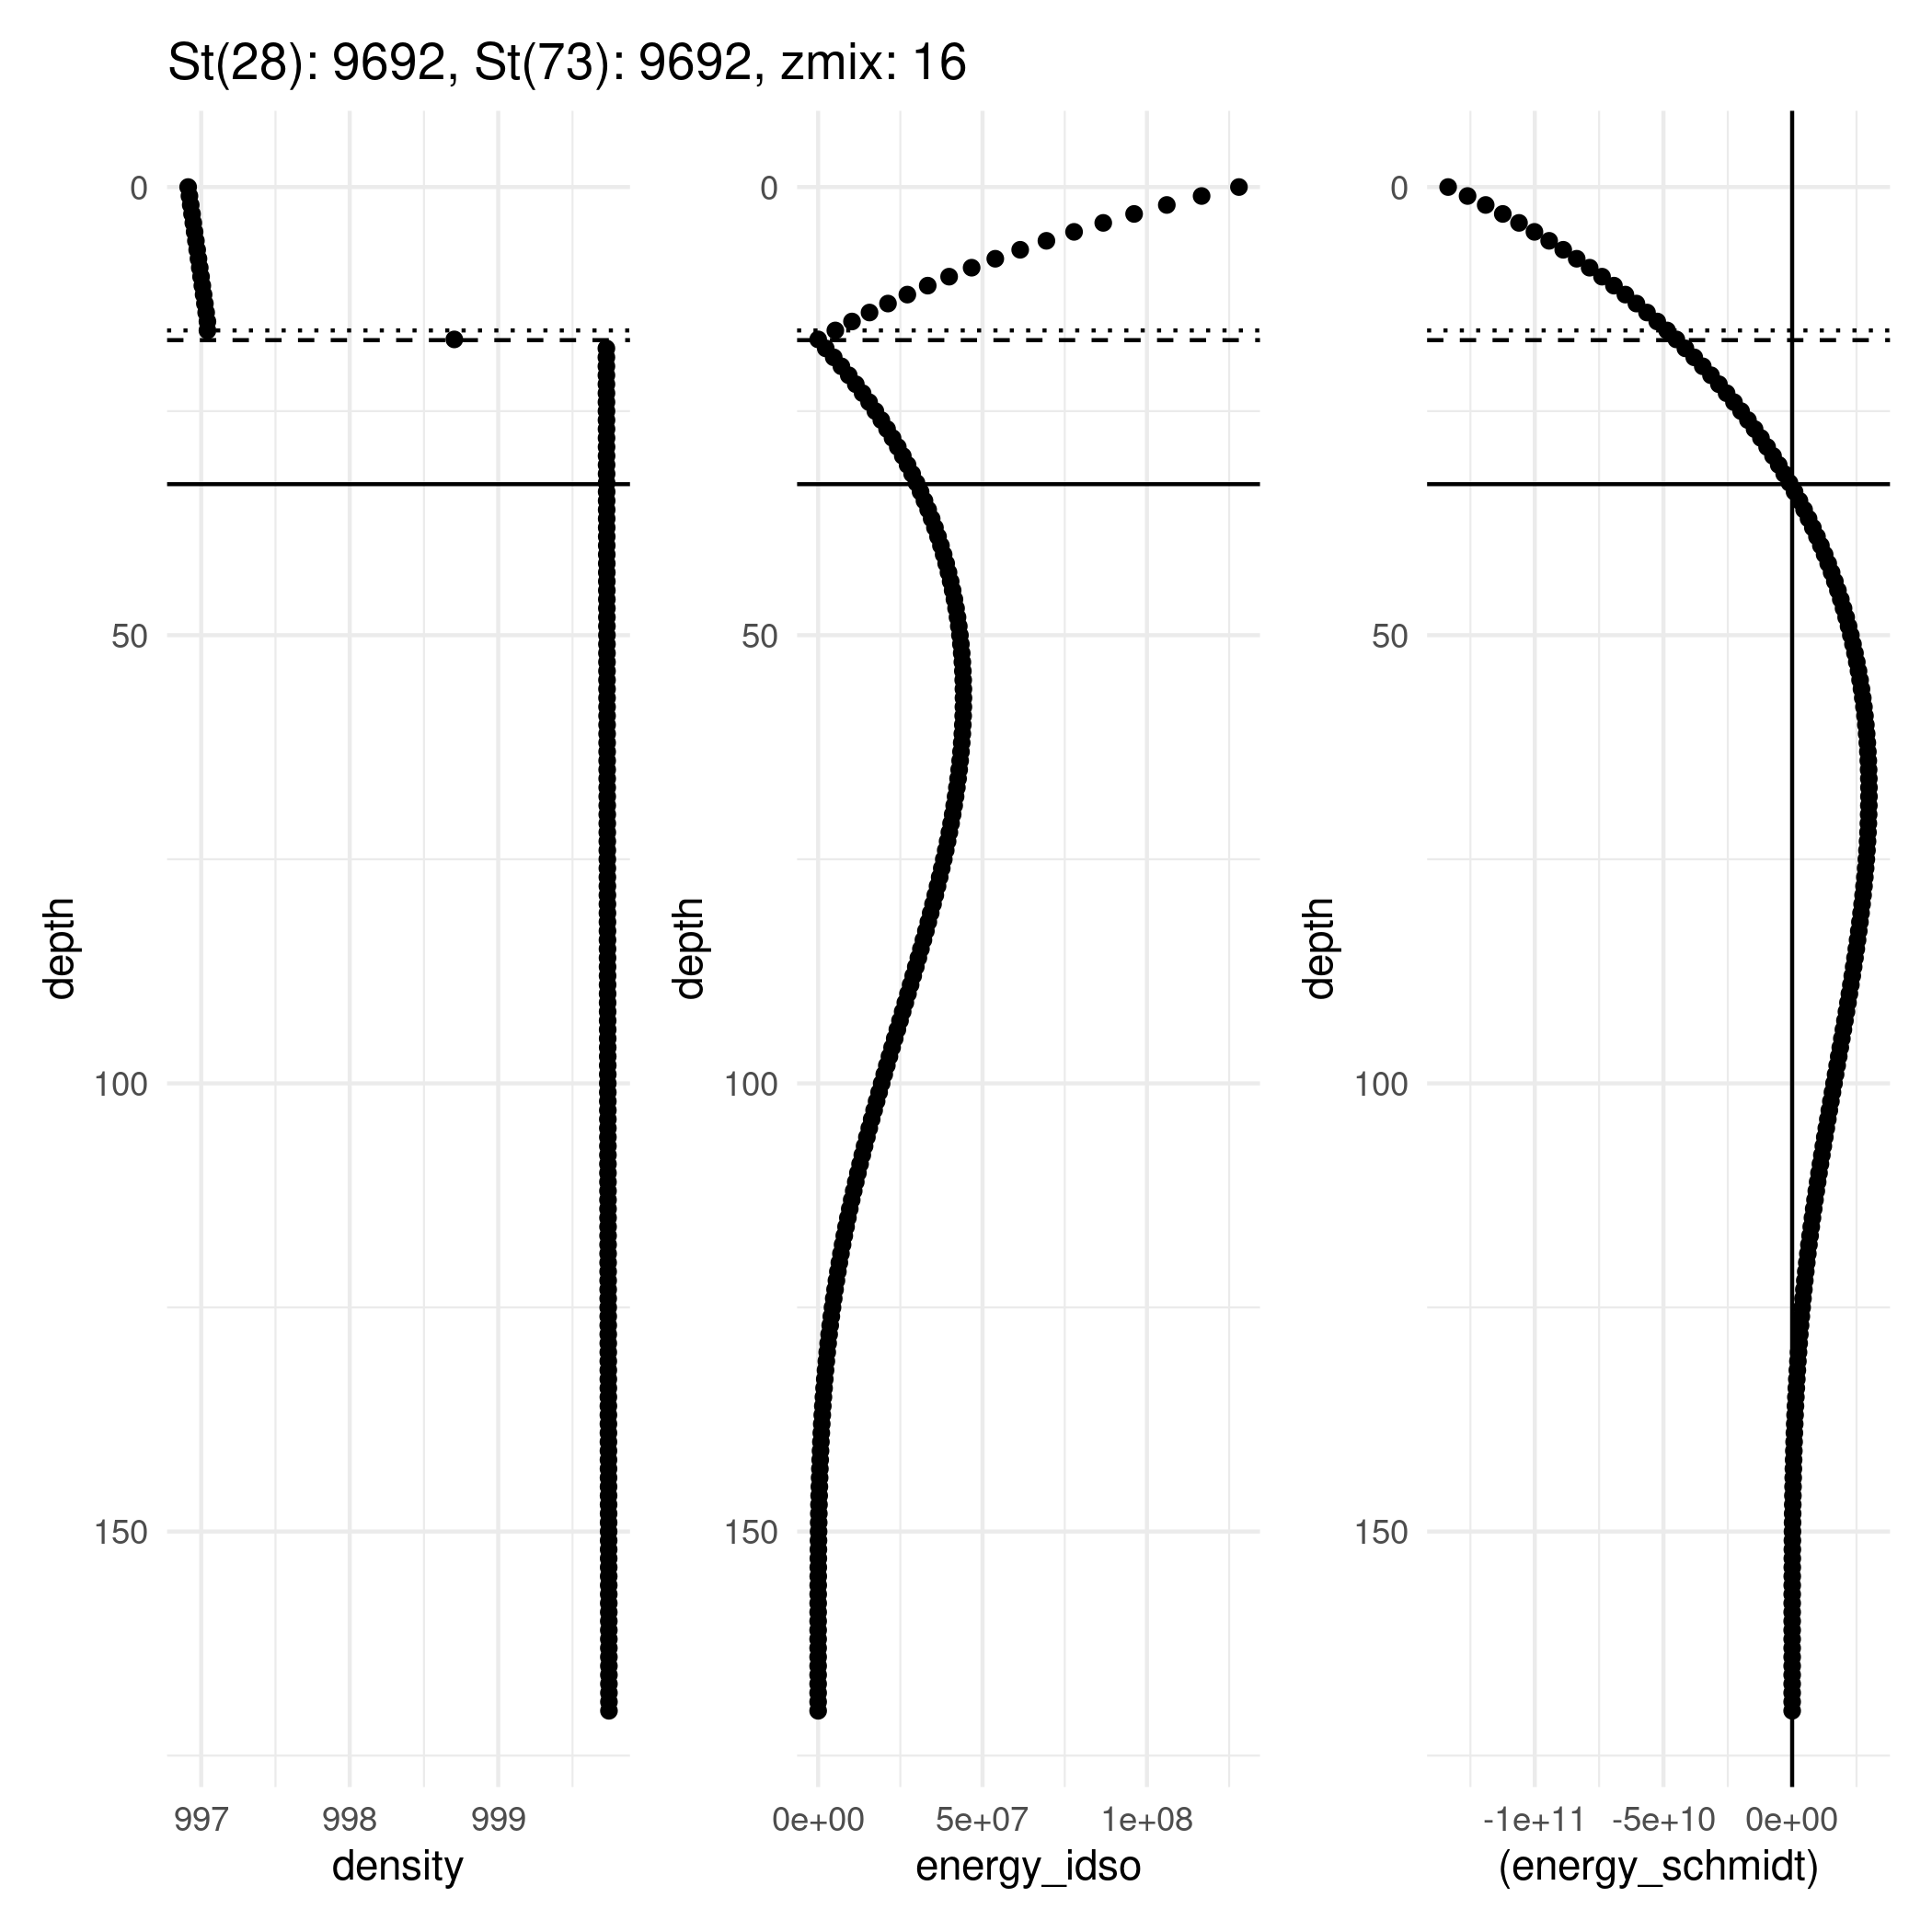 St(28): 9692, St(73): 9692, zmix: 16
0
50
100
150
depth
997
998
999
density
0
50
100
150
depth
0e+00
5e+07
1e+08
energy_idso
0
50
100
150
depth
-1e+11
-5e+10
0e+00
(energy_schmidt)